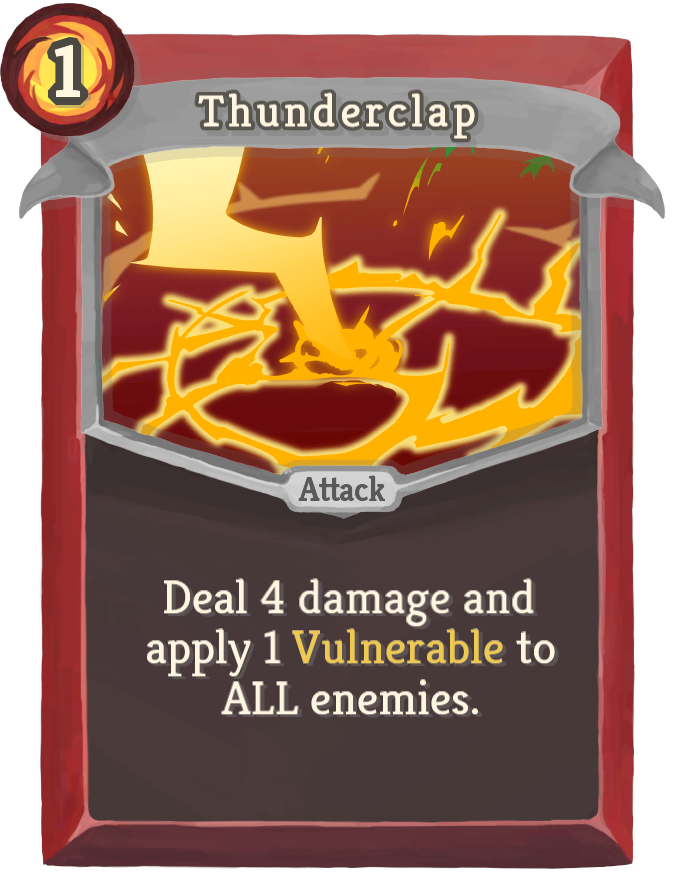 1
Thunderclap
Attack
Deal 4 damage and
apply 1 Vulnerable to
ALL enemies.